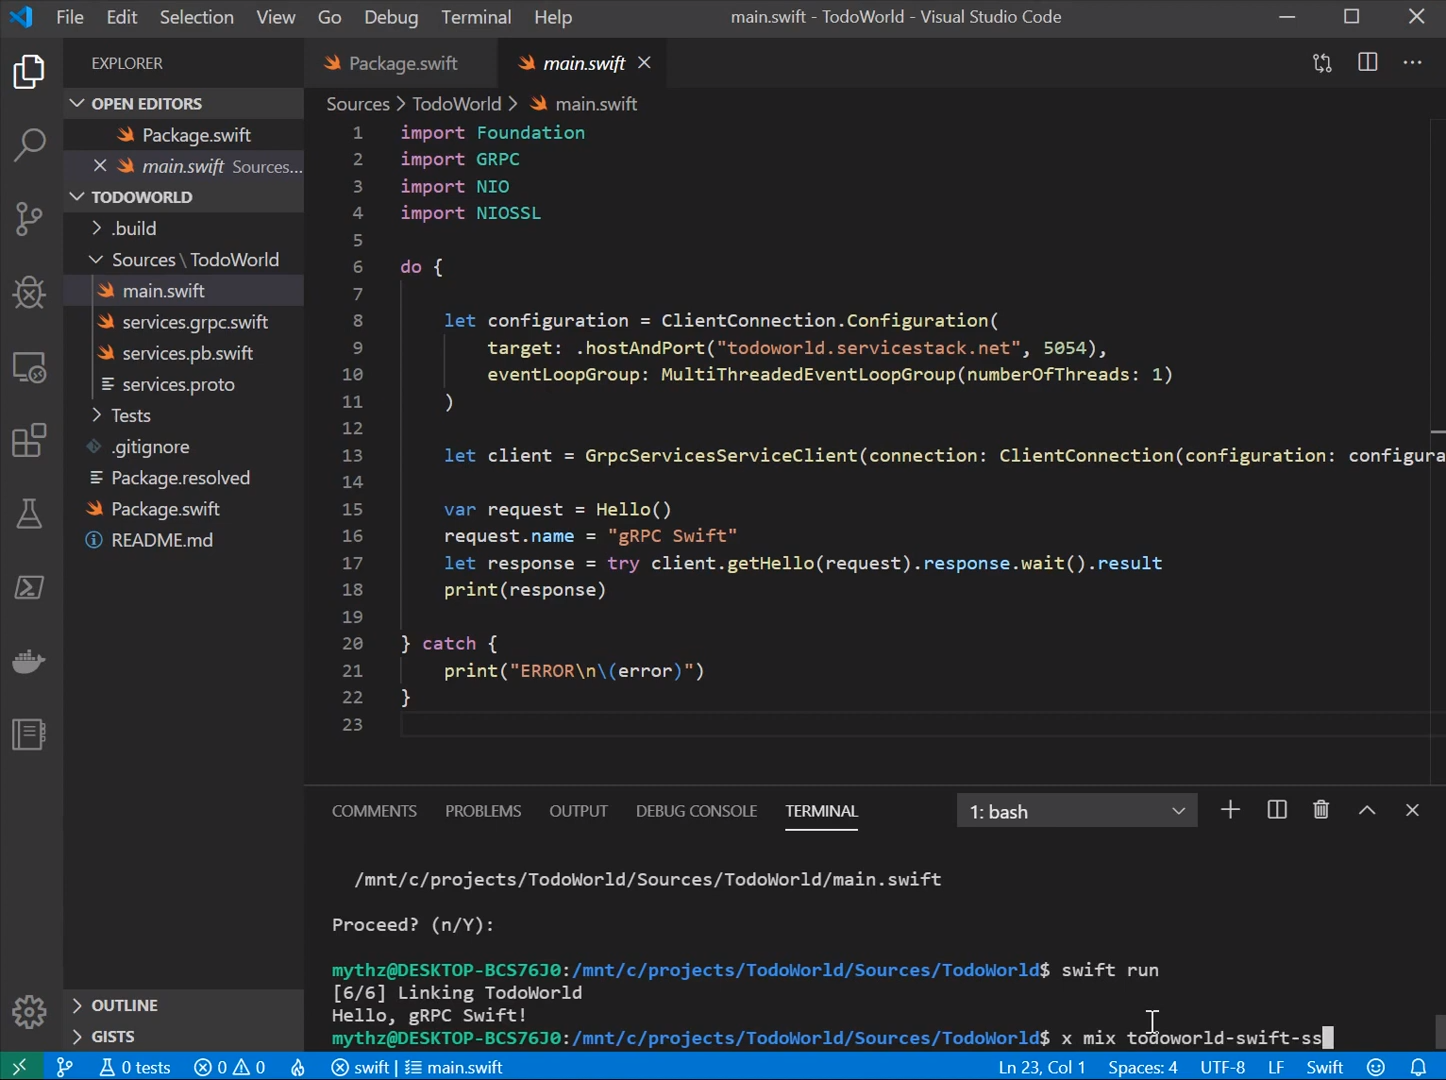 File Edit Selection View Go Debug Terminal Help main.swift - TodoWorld - Visual Studio Code
EXPLORER
OPEN EDITORS
Package.swift
main.swift Sources...
TODOWORLD
.build
Sources \ TodoWorld
main.swift
services.grpc.swift
services.pb.swift
services.proto
Tests
.gitignore
Package.resolved
Package.swift
README.md
OUTLINE
GISTS
Package.swift main.swift
Sources > TodoWorld > main.swift
1 import Foundation
2 import GRPC
3 import NIO
4 import NIOSSL
5
6 do {
7
8 let configuration = ClientConnection.Configuration(
9 target: .hostAndPort("todoworld.servicestack.net", 5054),
10 eventLoopGroup: MultiThreadedEventLoopGroup(numberOfThreads: 1)
11 )
12
13 let client = GrpcServicesServiceClient(connection: ClientConnection(configuration: configura
14
15 var request = Hello()
16 request.name = "gRPC Swift"
17 let response = try client.getHello(request).response.wait().result
18 print(response)
19
20 } catch {
21 print("ERROR\n\(error)")
22 }
23
COMMENTS PROBLEMS OUTPUT DEBUG CONSOLE TERMINAL 1: bash
/mnt/c/projects/TodoWorld/Sources/TodoWorld/main.swift
Proceed? (n/Y):
mythz@DESKTOP-BCS76J0:/mnt/c/projects/TodoWorld/Sources/TodoWorld$ swift run
[6/6] Linking TodoWorld
Hello, gRPC Swift!
mythz@DESKTOP-BCS76J0:/mnt/c/projects/TodoWorld/Sources/TodoWorld$ x mix todoworld-swift-ss
0 tests 0 0 swift | main.swift Ln 23, Col 1 Spaces: 4 UTF-8 LF Swift